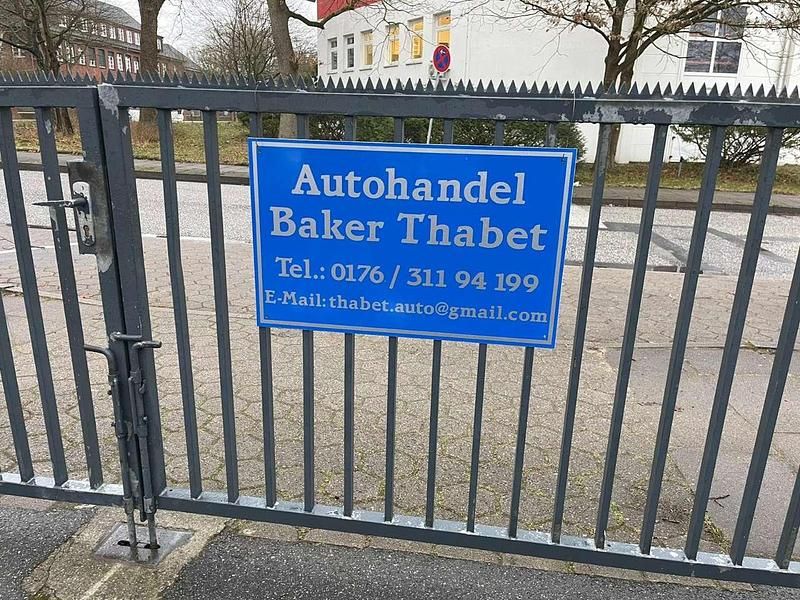 Autohandel
Baker Thabet
Tel.: 0176 / 311 94 199
E-Mail: thabet.auto@gmail.com